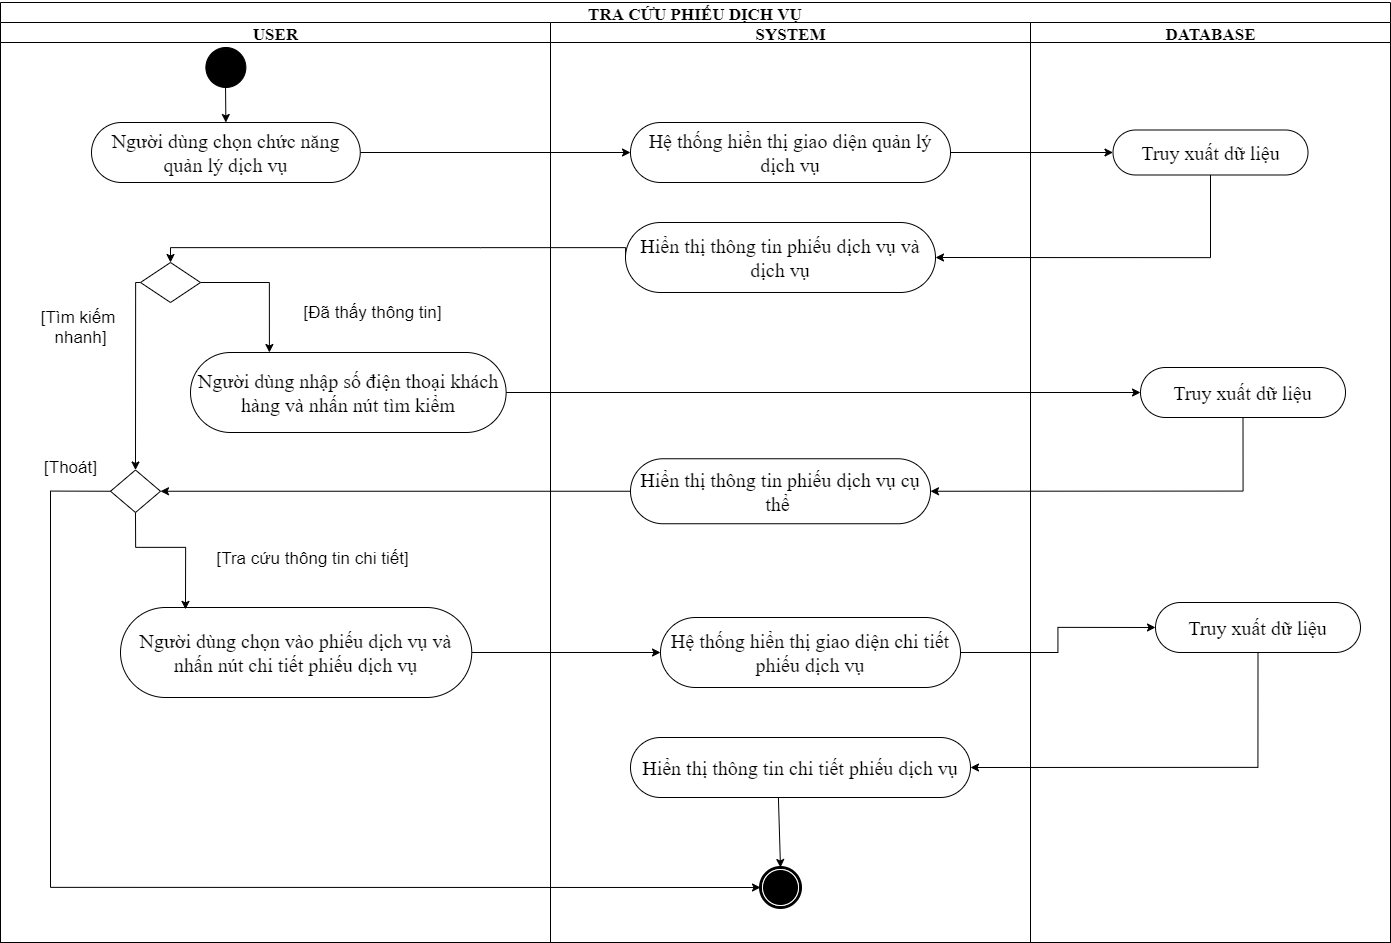 TRA CỨU PHIẾU DỊCH VỤ
USER
SYSTEM
DATABASE
Người dùng chọn chức năng
quản lý dịch vụ
Hệ thống hiển thị giao diện quản lý
dịch vụ
Truy xuất dữ liệu
Hiển thị thông tin phiếu dịch vụ và
dịch vụ
[Tìm kiếm
nhanh]
[Đã thấy thông tin]
Người dùng nhập số điện thoại khách
hàng và nhấn nút tìm kiếm
Truy xuất dữ liệu
[Thoát]
Hiển thị thông tin phiếu dịch vụ cụ
thể
[Tra cứu thông tin chi tiết]
Người dùng chọn vào phiếu dịch vụ và
nhấn nút chi tiết phiếu dịch vụ
Hệ thống hiển thị giao diện chi tiết
phiếu dịch vụ
Truy xuất dữ liệu
Hiển thị thông tin chi tiết phiếu dịch vụ